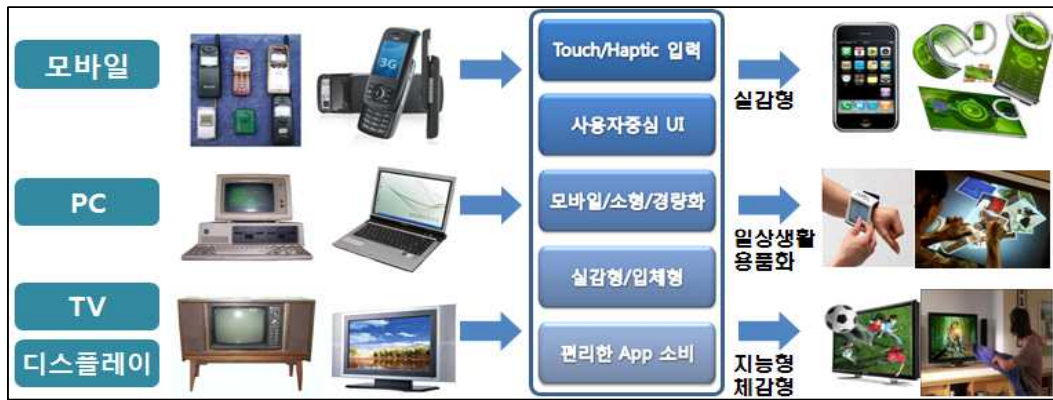 모바일
3G
Touch/Haptic 입력
실감형
사용자중심 UI
PC
모바일/소형/경량화
일상생활
용품화
실감형/입체형
TV
디스플레이
편리한 App 소비
지능형
체감형